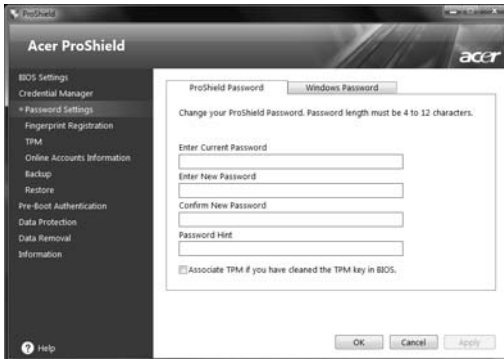 ProShield
Acer ProShield
acer
BIOS Settings
Credential Manager
Password Settings
Fingerprint Registration
TPM
Online Accounts Information
Backup
Restore
Pre-Boot Authentication
Data Protection
Data Removal
Information
Help
ProShield Password
Windows Password
Change your ProShield Password. Password length must be 4 to 12 characters.
Enter Current Password
Enter New Password
Confirm New Password
Password Hint
Associate TPM if you have cleaned the TPM key in BIOS.
OK
Cancel
Apply